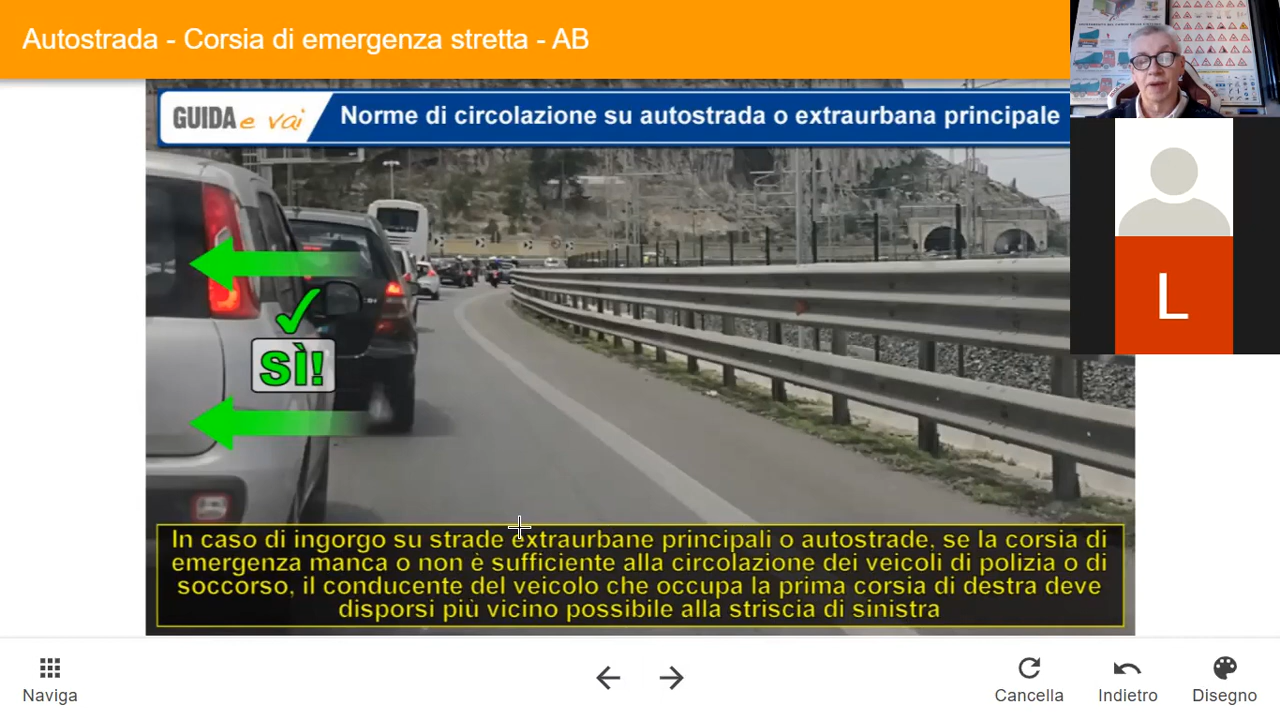 Autostrada - Corsia di emergenza stretta - AB
GUIDA e vai
Norme di circolazione su autostrada o extraurbana principale
SÌ!
L
In caso di ingorgo su strade extraurbane principali o autostrade, se la corsia di
emergenza manca o non è sufficiente alla circolazione dei veicoli di polizia o di
soccorso, il conducente del veicolo che occupa la prima corsia di destra deve
disporsi più vicino possibile alla striscia di sinistra
Naviga
Cancella
Indietro
Disegno